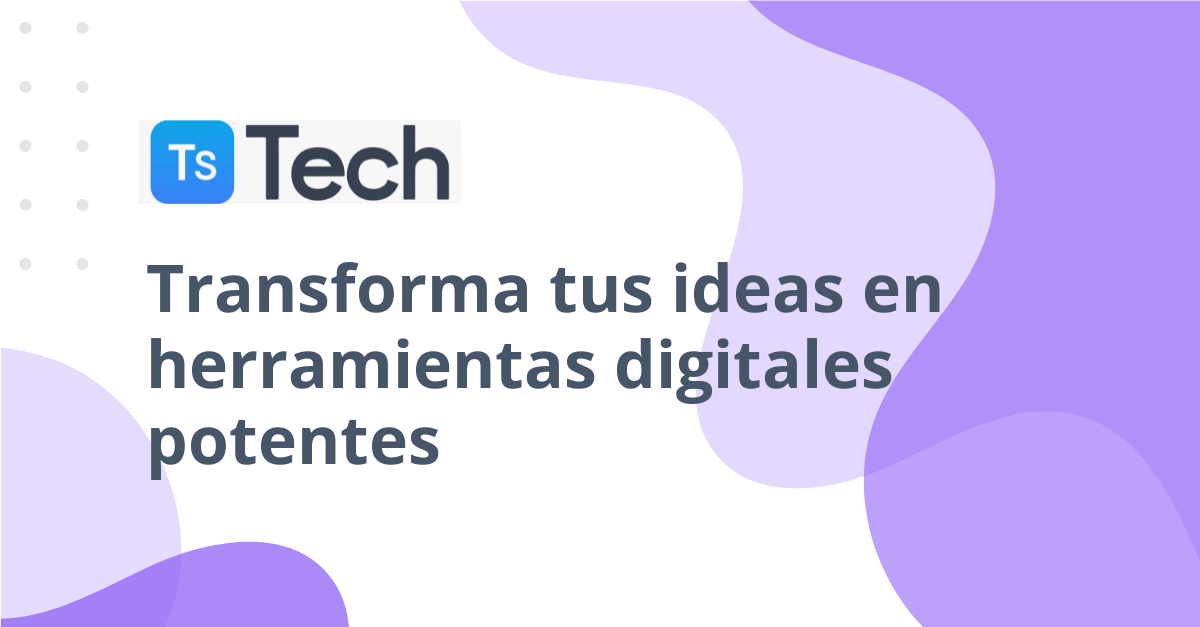 Ts Tech
Transforma tus ideas en
herramientas digitales
potentes